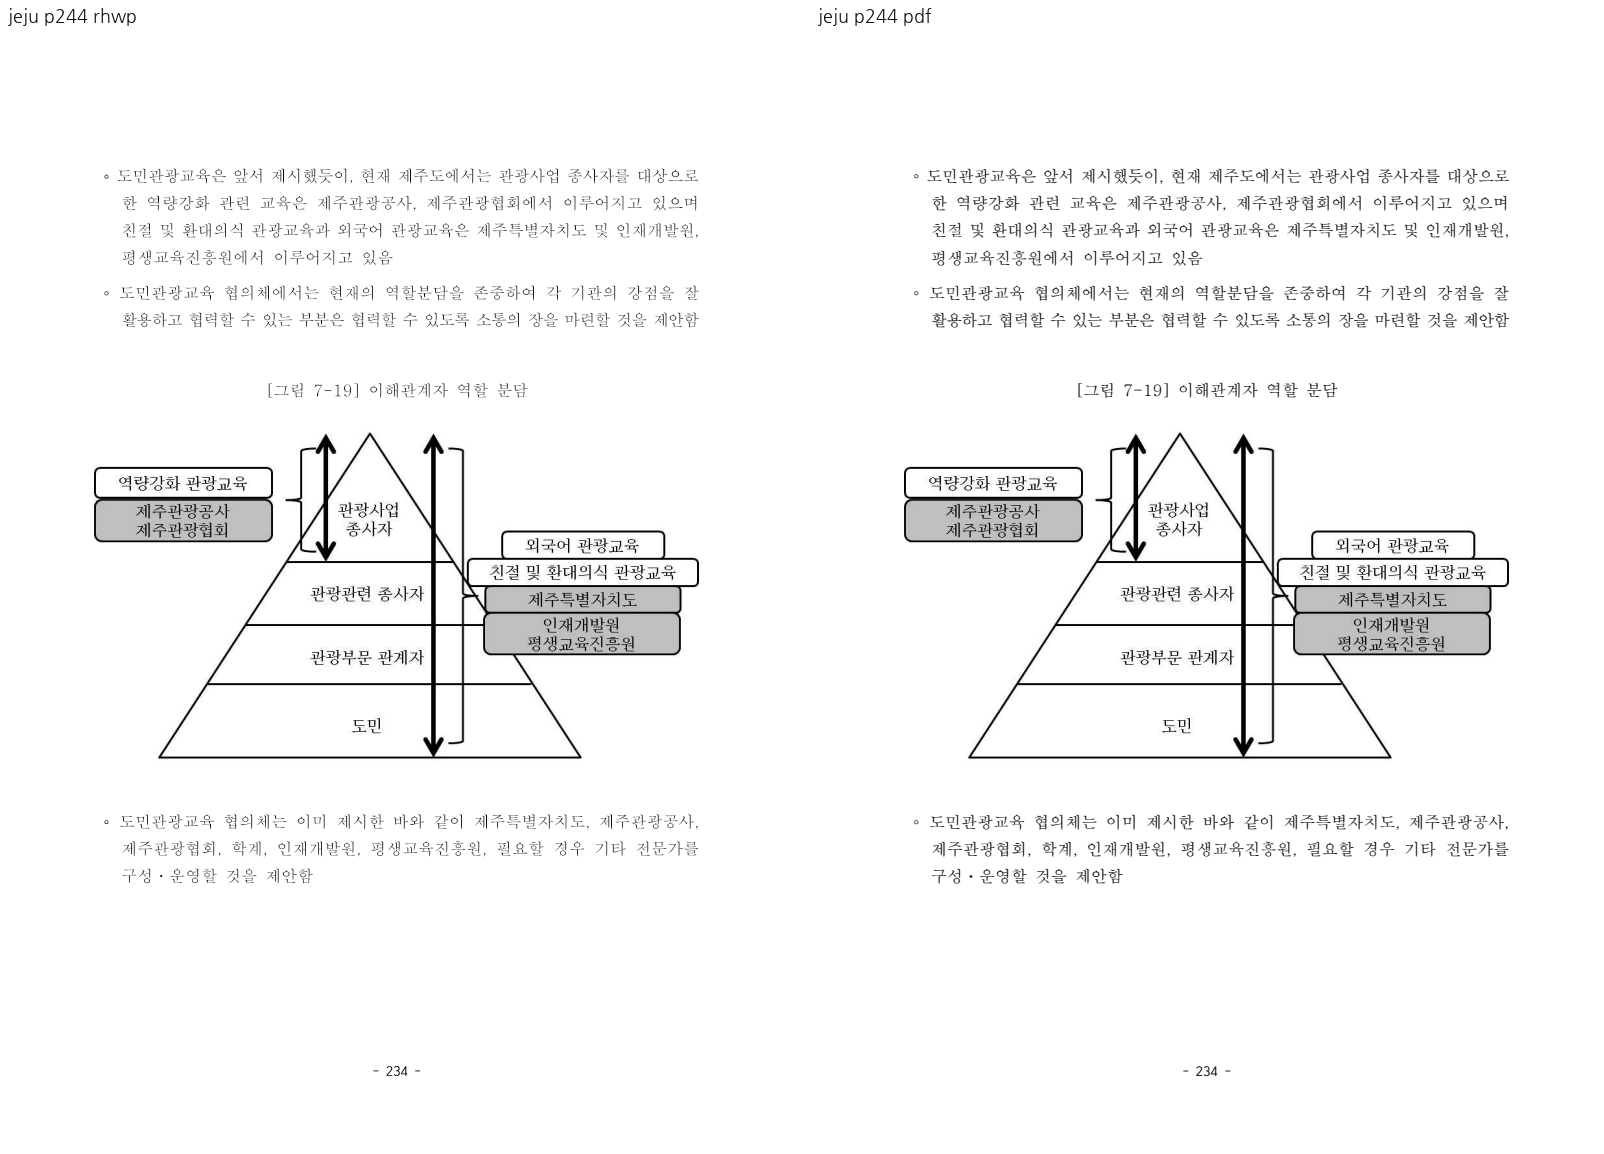 jeju p244 rhwp
◦ 도민관광교육은 앞서 제시했듯이, 현재 제주도에서는 관광사업 종사자를 대상으로
한 역량강화 관련 교육은 제주관광공사, 제주관광협회에서 이루어지고 있으며
친절 및 환대의식 관광교육과 외국어 관광교육은 제주특별자치도 및 인재개발원,
평생교육진흥원에서 이루어지고 있음
◦ 도민관광교육 협의체에서는 현재의 역할분담을 존중하여 각 기관의 강점을 잘
활용하고 협력할 수 있는 부분은 협력할 수 있도록 소통의 장을 마련할 것을 제안함
[그림 7-19] 이해관계자 역할 분담
역량강화 관광교육
제주관광공사
제주관광협회
관광사업
종사자
외국어 관광교육
친절 및 환대의식 관광교육
제주특별자치도
인재개발원
평생교육진흥원
관광관련 종사자
관광부문 관계자
도민
◦ 도민관광교육 협의체는 이미 제시한 바와 같이 제주특별자치도, 제주관광공사,
제주관광협회, 학계, 인재개발원, 평생교육진흥원, 필요할 경우 기타 전문가를
구성・운영할 것을 제안함
- 234 -
jeju p244 pdf
◦ 도민관광교육은 앞서 제시했듯이, 현재 제주도에서는 관광사업 종사자를 대상으로
한 역량강화 관련 교육은 제주관광공사, 제주관광협회에서 이루어지고 있으며
친절 및 환대의식 관광교육과 외국어 관광교육은 제주특별자치도 및 인재개발원,
평생교육진흥원에서 이루어지고 있음
◦ 도민관광교육 협의체에서는 현재의 역할분담을 존중하여 각 기관의 강점을 잘
활용하고 협력할 수 있는 부분은 협력할 수 있도록 소통의 장을 마련할 것을 제안함
[그림 7-19] 이해관계자 역할 분담
역량강화 관광교육
제주관광공사
제주관광협회
관광사업
종사자
외국어 관광교육
친절 및 환대의식 관광교육
제주특별자치도
인재개발원
평생교육진흥원
관광관련 종사자
관광부문 관계자
도민
◦ 도민관광교육 협의체는 이미 제시한 바와 같이 제주특별자치도, 제주관광공사,
제주관광협회, 학계, 인재개발원, 평생교육진흥원, 필요할 경우 기타 전문가를
구성・운영할 것을 제안함
- 234 -